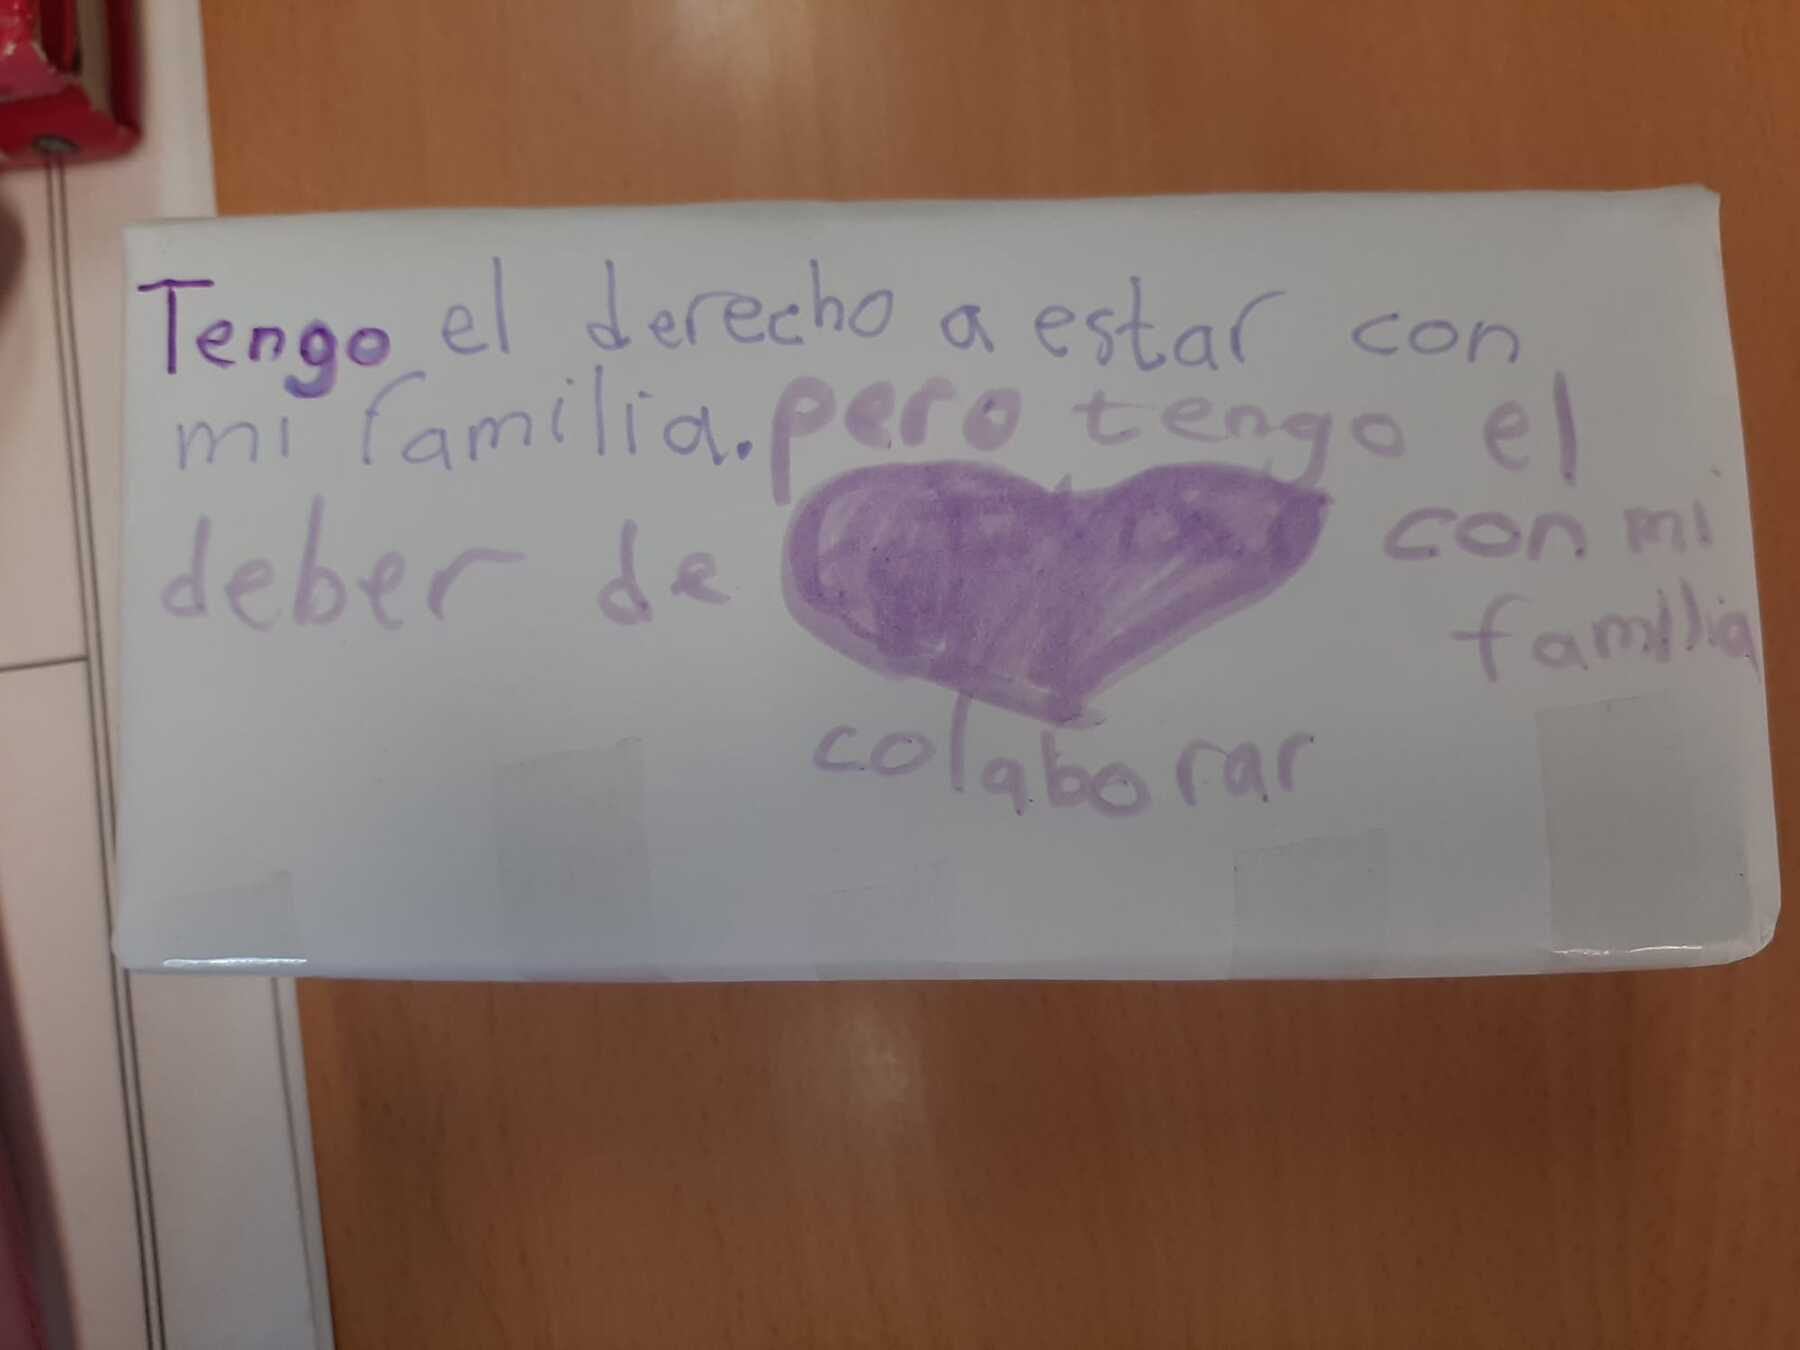 Tengo el derecho a estar con
mi familia. pero tengo el
deber de
colaborar
con mi
familia